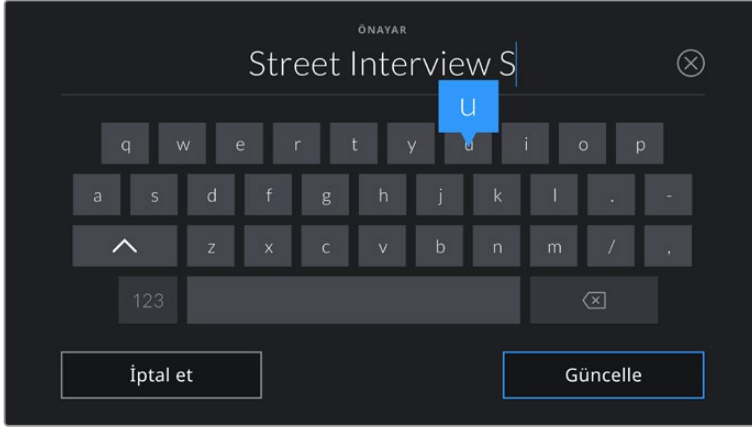 ÖNAYAR
Street Interview S
u
q w e r t y u i o p
a s d f g h j k l . -
z x c v b n m / ,
123
İptal et Güncelle